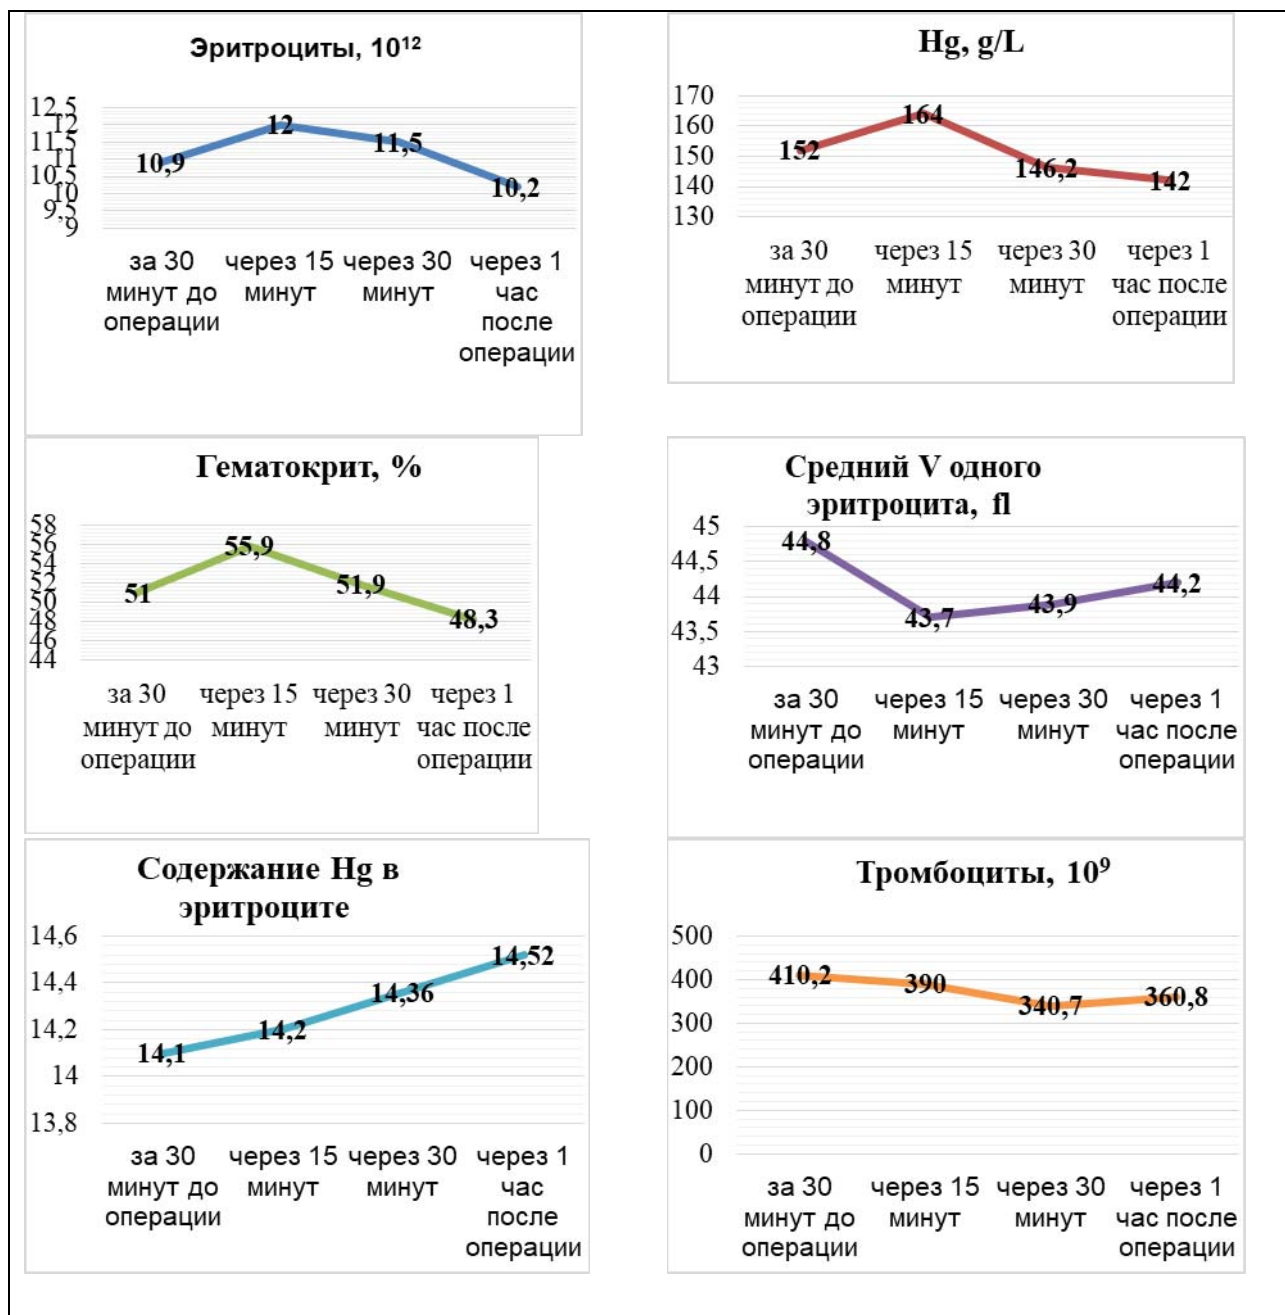 Эритроциты, 10¹²
12,5
12
11,5
11
10,5
10
9,5
9
10,9
12
11,5
10,2
за 30 через 15 через 30 через 1
минут до минут минут час
операции после
операции
Hg, g/L
170
160
150
140
130
152
164
146,2
142
за 30 через 15 через 30 через 1
минут до минут минут час после
операции операции
Гематокрит, %
58
56
54
52
50
48
46
44
51
55,9
51,9
48,3
за 30 через 15 через 30 через 1
минут до минут минут час после
операции операции
Средний V одного
эритроцита, fl
45
44,5
44
43,5
43
44,8
43,7
43,9
44,2
за 30 через 15 через 30 через 1
минут до минут минут час после
операции операции
Содержание Hg в
эритроците
14,6
14,4
14,2
14
13,8
14,1
14,2
14,36
14,52
за 30 через 15 через 30 через 1
минут до минут минут час
операции после
операции
Тромбоциты, 10⁹
500
400
300
200
100
0
410,2
390
340,7
360,8
за 30 через 15 через 30 через 1
минут до минут минут час после
операции операции